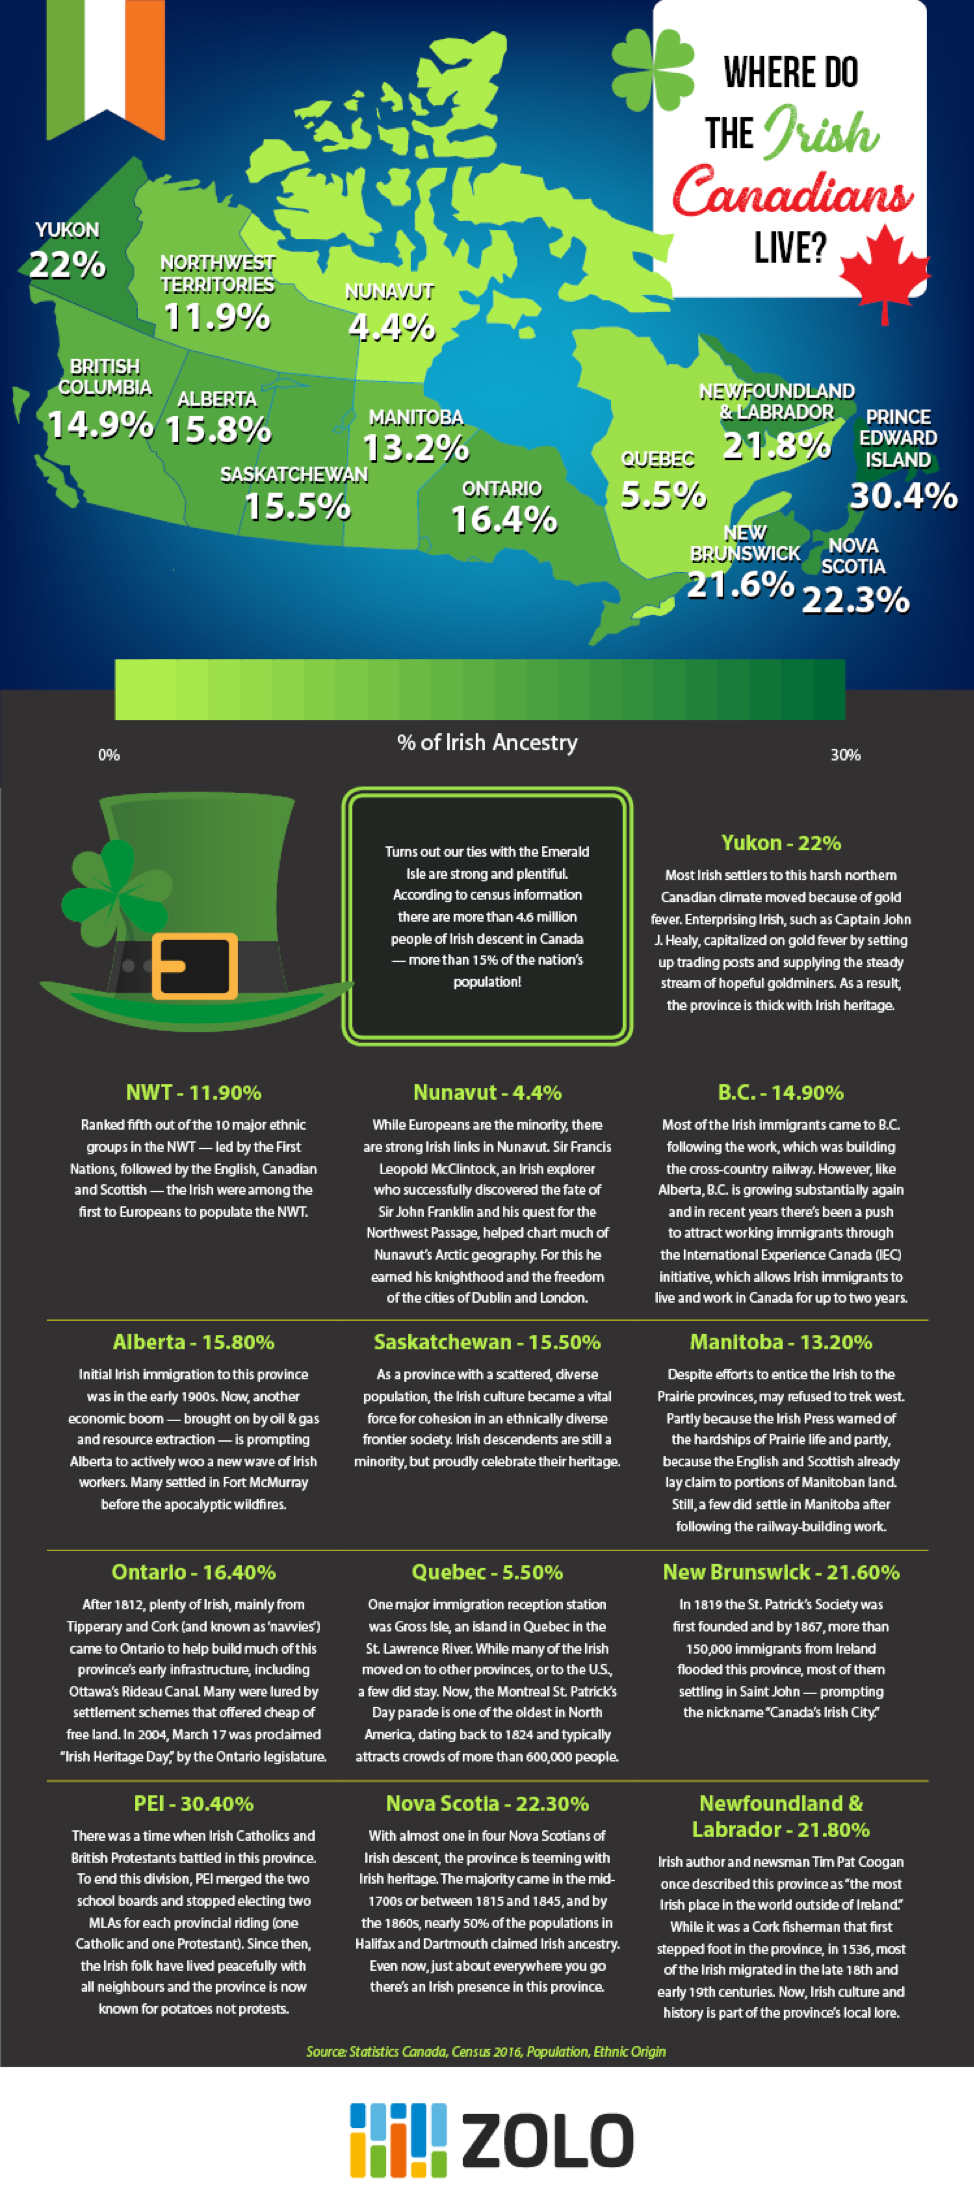 WHERE DO
THE Irish
Canadians
LIVE?
YUKON
22%
NORTHWEST
TERRITORIES
11.9%
NUNAVUT
4.4%
BRITISH
COLUMBIA
14.9%
ALBERTA
15.8%
SASKATCHEWAN
15.5%
MANITOBA
13.2%
ONTARIO
16.4%
QUEBEC
5.5%
NEWFOUNDLAND
& LABRADOR
21.8%
PRINCE
EDWARD
ISLAND
30.4%
NEW
BRUNSWICK
21.6%
NOVA
SCOTIA
22.3%
0%
% of Irish Ancestry
30%
Turns out our ties with the Emerald
Isle are strong and plentiful.
According to census information
there are more than 4.6 million
people of Irish descent in Canada
— more than 15% of the nation's
population!
Yukon - 22%
Most Irish settlers to this harsh northern
Canadian climate moved because of gold
fever. Enterprising Irish, such as Captain John
J. Healy, capitalized on gold fever by setting
up trading posts and supplying the steady
stream of hopeful goldminers. As a result,
the province is thick with Irish heritage.
NWT - 11.90%
Ranked fifth out of the 10 major ethnic
groups in the NWT — led by the First
Nations, followed by the English, Canadian
and Scottish — the Irish were among the
first to Europeans to populate the NWT.
Nunavut - 4.4%
While Europeans are the minority, there
are strong Irish links in Nunavut. Sir Francis
Leopold McClintock, an Irish explorer
who successfully discovered the fate of
Sir John Franklin and his quest for the
Northwest Passage, helped chart much of
Nunavut's Arctic geography. For this he
earned his knighthood and the freedom
of the cities of Dublin and London.
B.C. - 14.90%
Most of the Irish immigrants came to B.C.
following the work, which was building
the cross-country railway. However, like
Alberta, B.C. is growing substantially again
and in recent years there's been a push
to attract working immigrants through
the International Experience Canada (IEC)
initiative, which allows Irish immigrants to
live and work in Canada for up to two years.
Alberta - 15.80%
Initial Irish immigration to this province
was in the early 1900s. Now, another
economic boom — brought on by oil & gas
and resource extraction — is prompting
Alberta to actively woo a new wave of Irish
workers. Many settled in Fort McMurray
before the apocalyptic wildfires.
Saskatchewan - 15.50%
As a province with a scattered, diverse
population, the Irish culture became a vital
force for cohesion in an ethnically diverse
frontier society. Irish descendents are still a
minority, but proudly celebrate their heritage.
Manitoba - 13.20%
Despite efforts to entice the Irish to the
Prairie provinces, may refused to trek west.
Partly because the Irish Press warned of
the hardships of Prairie life and partly,
because the English and Scottish already
lay claim to portions of Manitoban land.
Still, a few did settle in Manitoba after
following the railway-building work.
Ontario - 16.40%
After 1812, plenty of Irish, mainly from
Tipperary and Cork (and known as 'navvies')
came to Ontario to help build much of this
province's early infrastructure, including
Ottawa's Rideau Canal. Many were lured by
settlement schemes that offered cheap of
free land. In 2004, March 17 was proclaimed
"Irish Heritage Day," by the Ontario legislature.
Quebec - 5.50%
One major immigration reception station
was Gross Isle, an island in Quebec in the
St. Lawrence River. While many of the Irish
moved on to other provinces, or to the U.S.,
a few did stay. Now, the Montreal St. Patrick's
Day parade is one of the oldest in North
America, dating back to 1824 and typically
attracts crowds of more than 600,000 people.
New Brunswick - 21.60%
In 1819 the St. Patrick's Society was
first founded and by 1867, more than
150,000 immigrants from Ireland
flooded this province, most of them
settling in Saint John — prompting
the nickname "Canada's Irish City."
PEI - 30.40%
There was a time when Irish Catholics and
British Protestants battled in this province.
To end this division, PEI merged the two
school boards and stopped electing two
MLAs for each provincial riding (one
Catholic and one Protestant). Since then,
the Irish folk have lived peacefully with
all neighbours and the province is now
known for potatoes not protests.
Nova Scotia - 22.30%
With almost one in four Nova Scotians of
Irish descent, the province is teeming with
Irish heritage. The majority came in the mid-
1700s or between 1815 and 1845, and by
the 1860s, nearly 50% of the populations in
Halifax and Dartmouth claimed Irish ancestry.
Even now, just about everywhere you go
there's an Irish presence in this province.
Newfoundland &
Labrador - 21.80%
Irish author and newsman Tim Pat Coogan
once described this province as "the most
Irish place in the world outside of Ireland."
While it was a Cork fisherman that first
stepped foot in the province, in 1536, most
of the Irish migrated in the late 18th and
early 19th centuries. Now, Irish culture and
history is part of the province's local lore.
Source: Statistics Canada, Census 2016, Population, Ethnic Origin
ZOLO